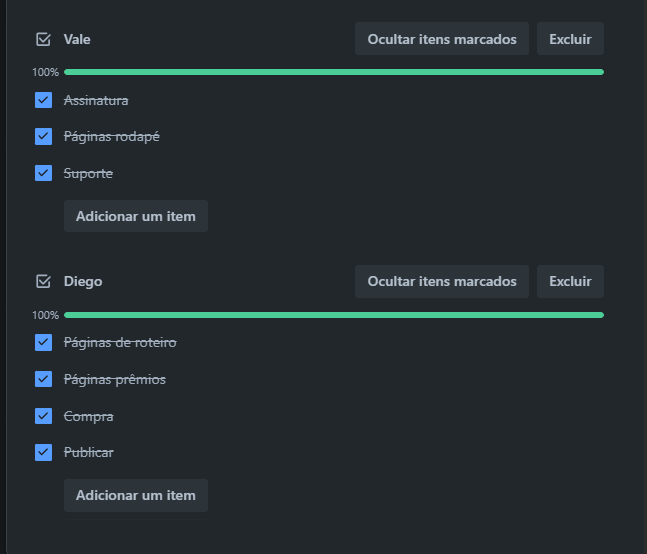 Vale
Ocultar itens marcados
Excluir
100%
Assinatura
Páginas rodapé
Suporte
Adicionar um item
Diego
Ocultar itens marcados
Excluir
100%
Páginas de roteiro
Páginas prêmios
Compra
Publicar
Adicionar um item